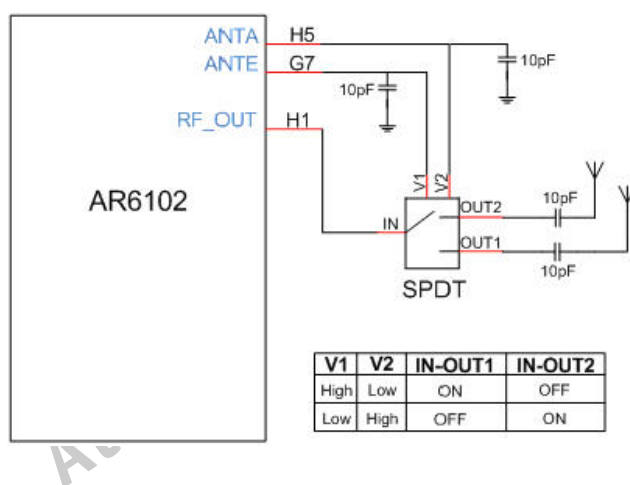 ANTA H5
ANTE G7
10pF
10pF
RF_OUT H1
AR6102
V1
V2
IN
OUT2
OUT1
10pF
10pF
SPDT
V1 V2 IN-OUT1 IN-OUT2
High Low ON OFF
Low High OFF ON